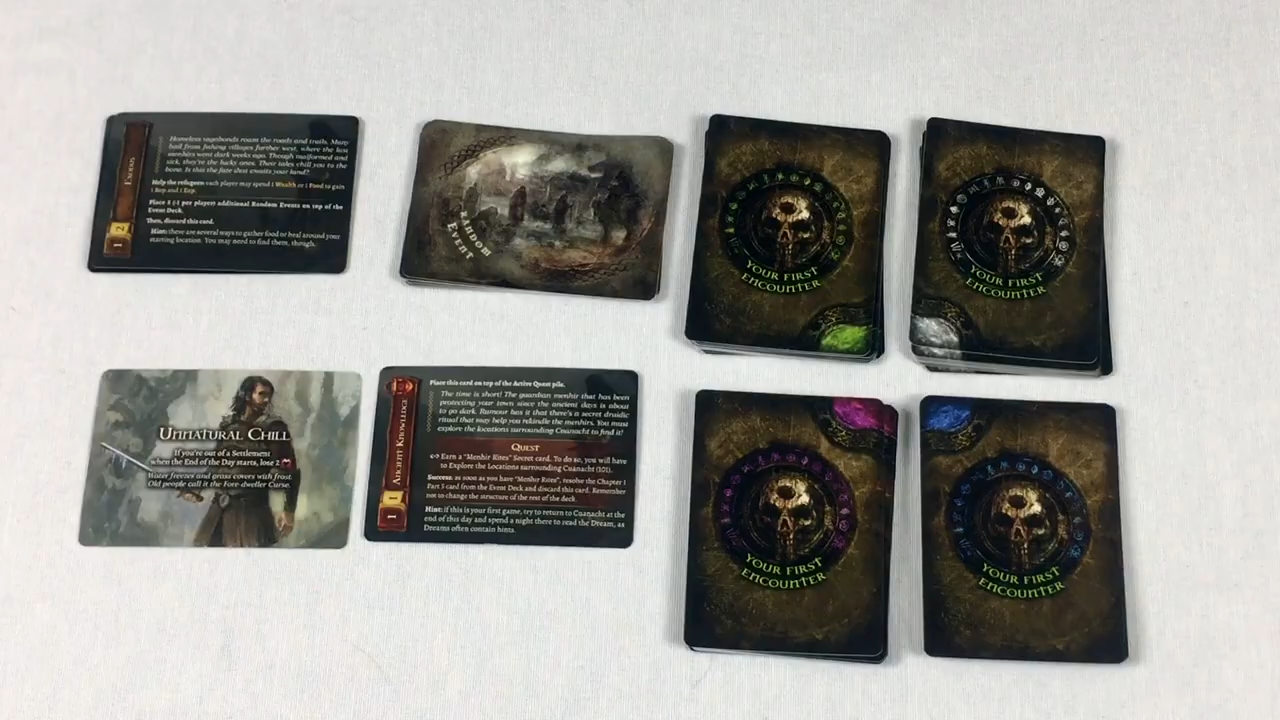 Exodus
1 2
Homeless vagabonds roam the roads and trails. Many
hail from fishing villages further west, where the last
menhirs went dark weeks ago. Though malformed and
sick, they're the lucky ones. Their tales chill you to the
bone. Is this the fate that awaits your land?
Help the refugees: each player may spend 1 Wealth or 1 Food to gain
1 Rep and 1 Exp.
additional Random Events on top of the
Event Deck.
Then, discard this card.
Hint: there are several ways to gather food or heal around your
starting location. You may need to find them, though.
RANDOM
EVENT
YOUR FIRST
ENCOUNTER
YOUR FIRST
ENCOUNTER
UNNATURAL CHILL
If you're out of a Settlement
when the End of the Day starts, lose 2
Water freezes and grass covers with frost.
Old people call it the Fore-dweller Curse.
Ancient Knowledge
1 1
Place this card on top of the Active Quest pile.
The time is short! The guardian menhir that has been
protecting your town since the ancient days is about
to go dark. Rumour has it that there's a secret druidic
ritual that may help you rekindle the menhirs. You must
explore the locations surrounding Cuanacht to find it!
QUEST
Earn a "Menhir Rites" Secret card. To do so, you will have
to Explore the Locations surrounding Cuanacht (101).
Success: as soon as you have "Menhir Rites", resolve the Chapter 1
Part 3 card from the Event Deck and discard this card. Remember
not to change the structure of the rest of the deck.
Hint: if this is your first game, try to return to Cuanacht at the
end of this day and spend a night there to read the Dream, as
Dreams often contain hints.
YOUR FIRST
ENCOUNTER
YOUR FIRST
ENCOUNTER